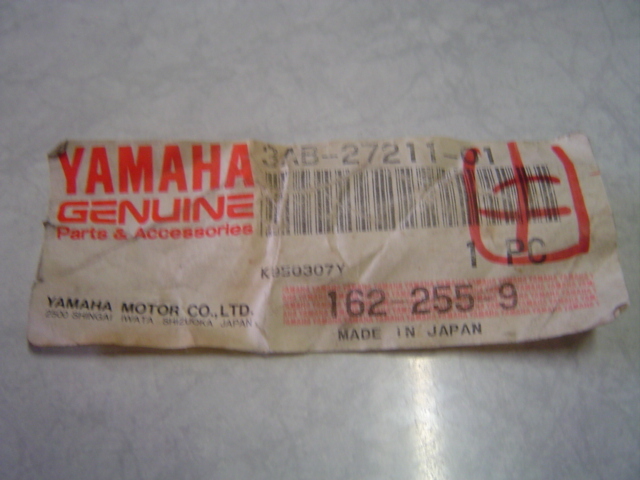 YAMAHA
GENUINE
Parts & Accessories
3AB-27211-01
1 PC
K950307Y
162-255-9
YAMAHA MOTOR CO., LTD.
2500 SHINGAI IWATA SHIZUOKA JAPAN
MADE IN JAPAN